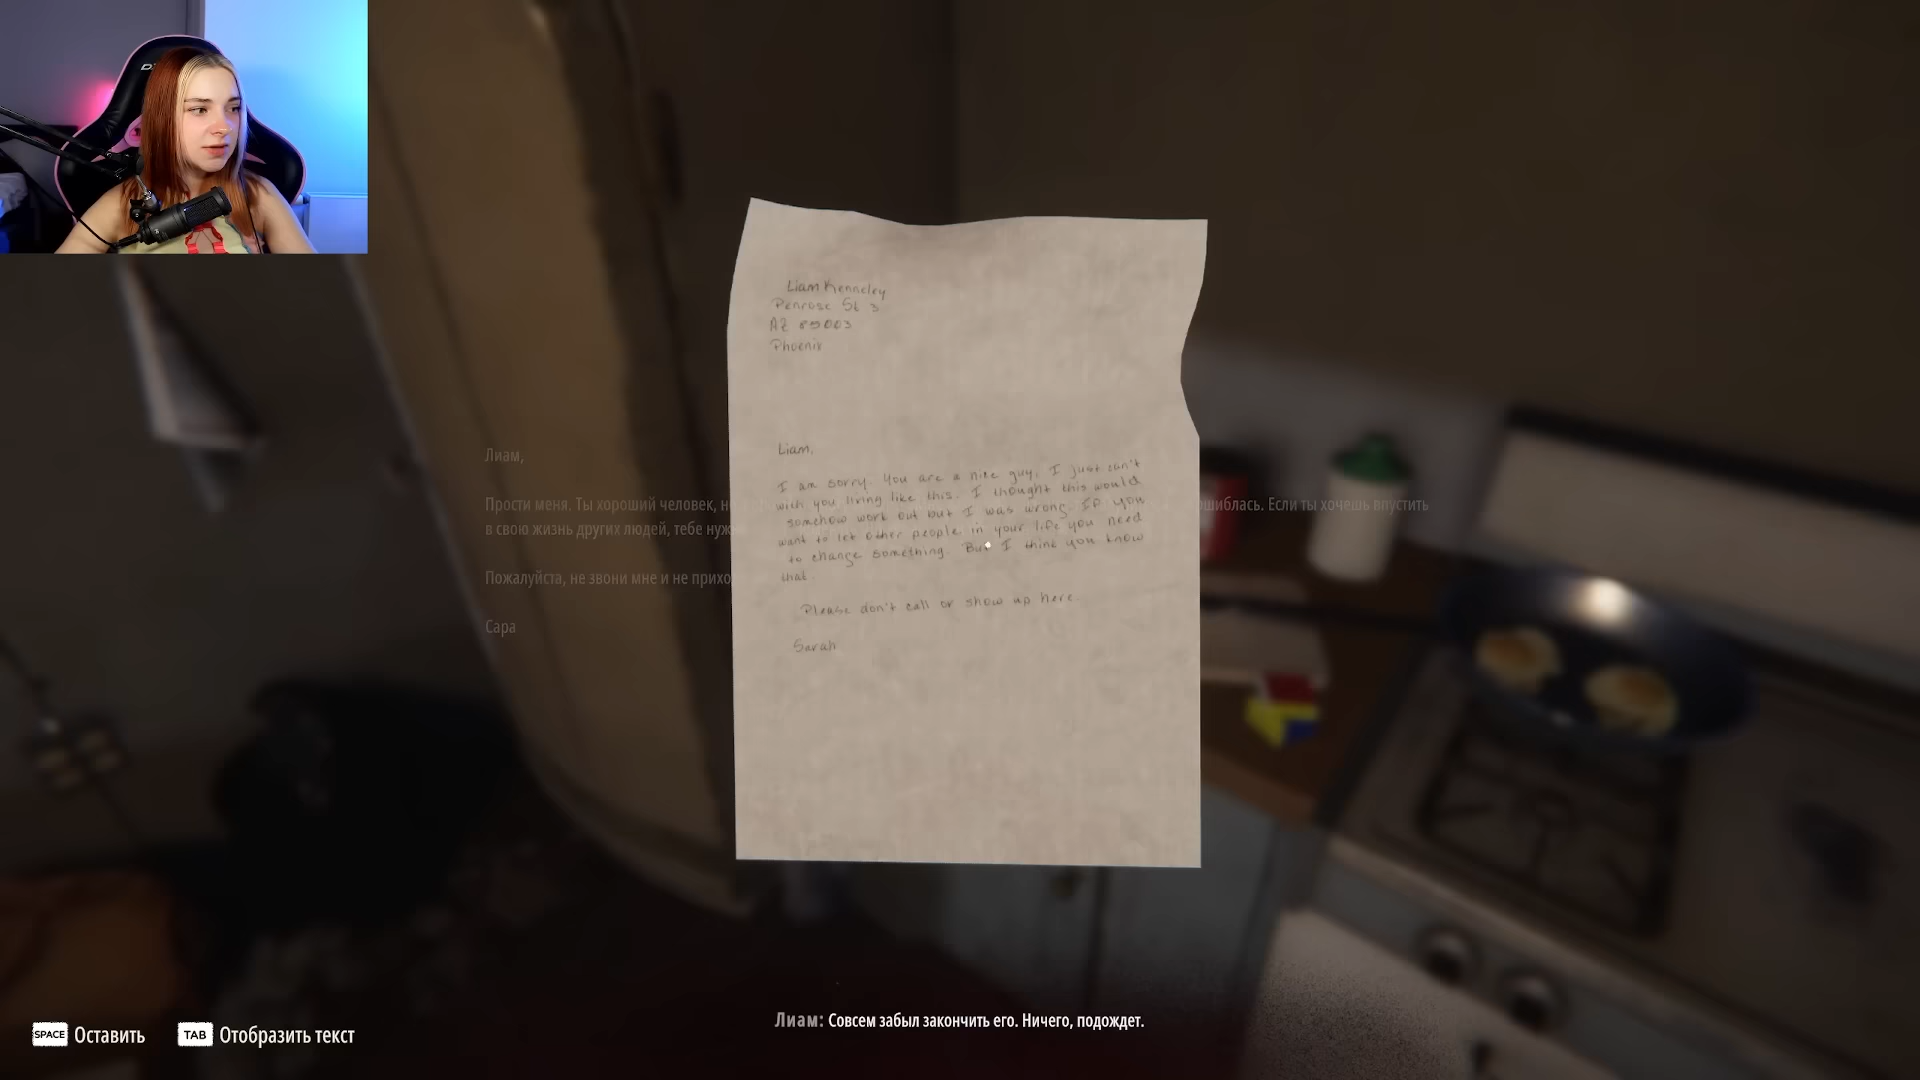 Liam Kenneley
Penrose St 3
AZ 85003
Phoenix
Liam,
I am sorry. You are a nice guy. I just can't
wich you living like this. I thought this would
somehow work out but I was wrong. If you
want to let other people in your life you need
to change something. But I think you know
that.
Please don't call or show up here.
Sarah
Лиам,
Прости меня. Ты хороший человек, но
ошиблась. Если ты хочешь впустить
в свою жизнь других людей, тебе
Пожалуйста, не звони мне и не
Сара
Лиам: Совсем забыл закончить его. Ничего, подождет.
SPACE Оставить TAB Отобразить текст